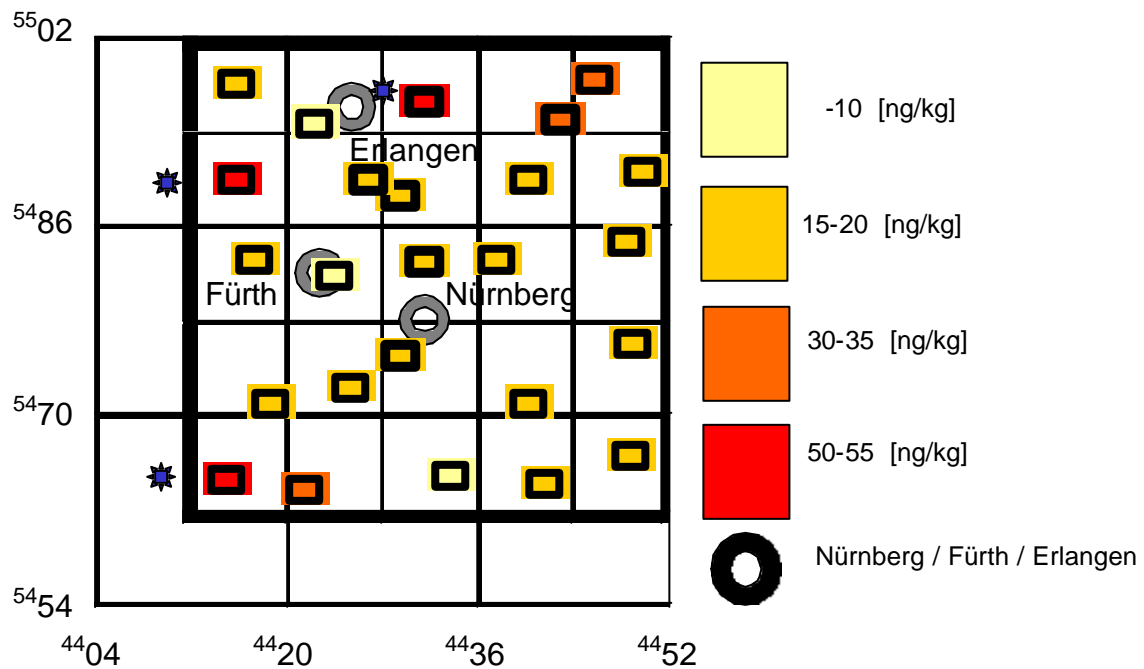 ⁵⁵02
-10 [ng/kg]
Erlangen
⁵⁴86
15-20 [ng/kg]
Fürth
Nürnberg
30-35 [ng/kg]
⁵⁴70
50-55 [ng/kg]
Nürnberg / Fürth / Erlangen
⁵⁴54
⁴⁴04 ⁴⁴20 ⁴⁴36 ⁴⁴52